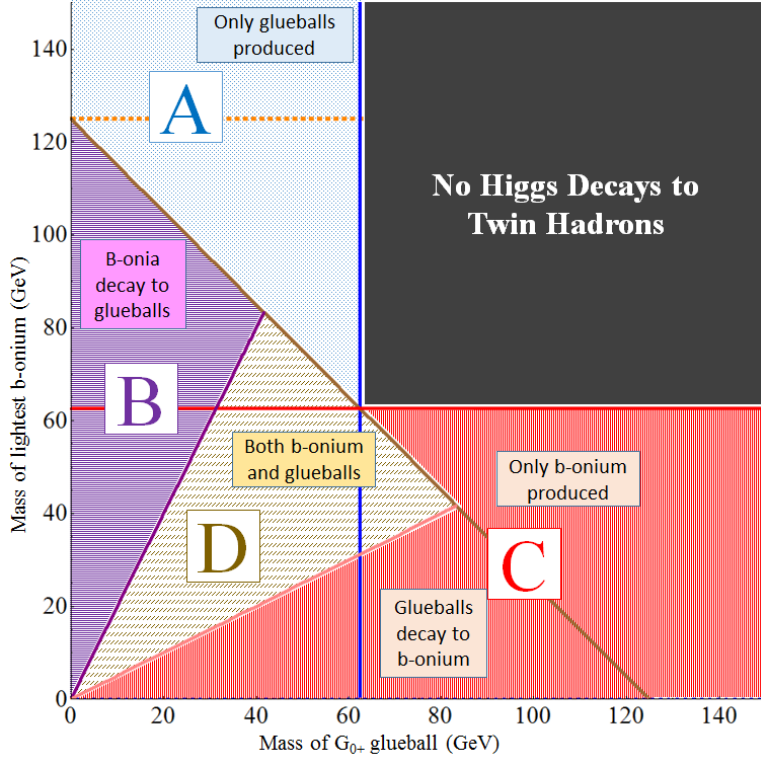 Only glueballs
produced
A
No Higgs Decays to
Twin Hadrons
B-onia
decay to
glueballs
B
Both b-onium
and glueballs
Only b-onium
produced
D
C
Glueballs
decay to
b-onium
Mass of lightest b-onium (GeV)
140
120
100
80
60
40
20
0
0 20 40 60 80 100 120 140
Mass of G0+ glueball (GeV)